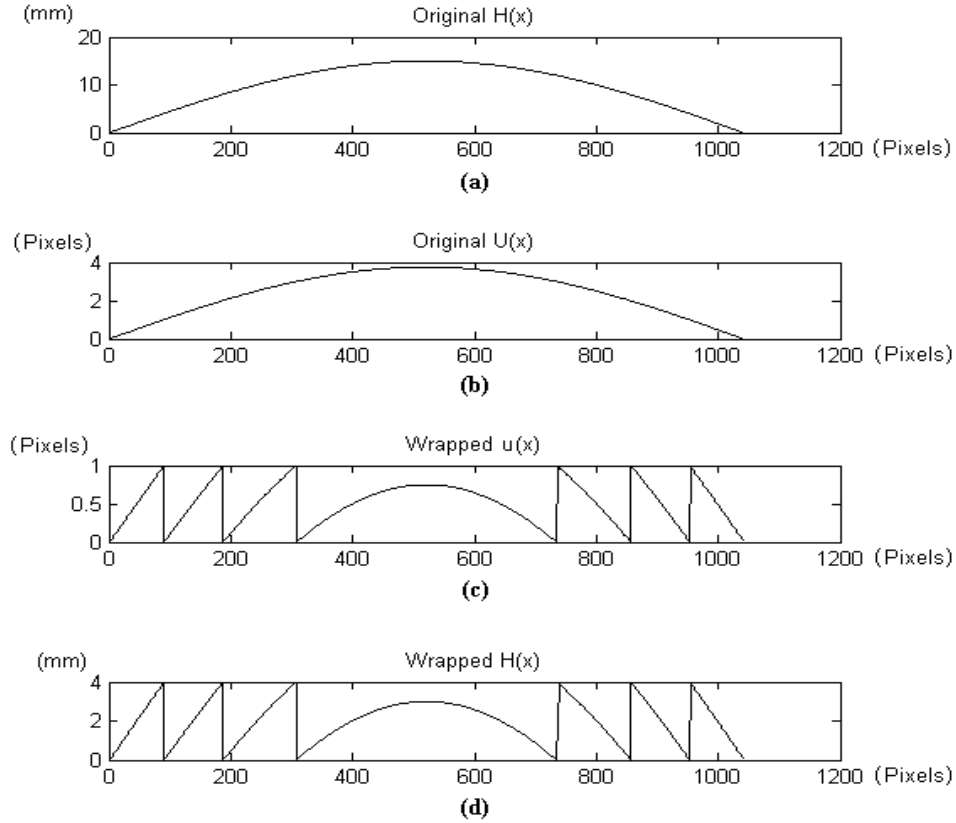 (mm) Original H(x)
20
10
0
0 200 400 600 800 1000 1200 (Pixels)
(a)
(Pixels) Original U(x)
4
2
0
0 200 400 600 800 1000 1200 (Pixels)
(b)
(Pixels) Wrapped u(x)
1
0.5
0
0 200 400 600 800 1000 1200 (Pixels)
(c)
(mm) Wrapped H(x)
4
2
0
0 200 400 600 800 1000 1200 (Pixels)
(d)